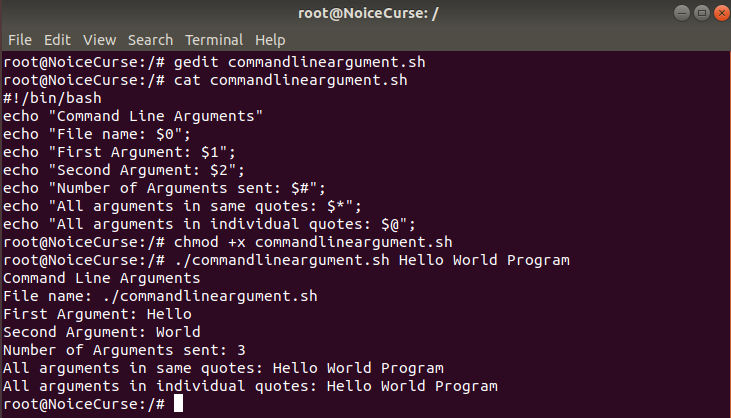 root@NoiceCurse: /
File Edit View Search Terminal Help
root@NoiceCurse:/# gedit commandlineargument.sh
root@NoiceCurse:/# cat commandlineargument.sh
#!/bin/bash
echo "Command Line Arguments"
echo "File name: $0";
echo "First Argument: $1";
echo "Second Argument: $2";
echo "Number of Arguments sent: $#";
echo "All arguments in same quotes: $*";
echo "All arguments in individual quotes: $@";
root@NoiceCurse:/# chmod +x commandlineargument.sh
root@NoiceCurse:/# ./commandlineargument.sh Hello World Program
Command Line Arguments
File name: ./commandlineargument.sh
First Argument: Hello
Second Argument: World
Number of Arguments sent: 3
All arguments in same quotes: Hello World Program
All arguments in individual quotes: Hello World Program
root@NoiceCurse:/#